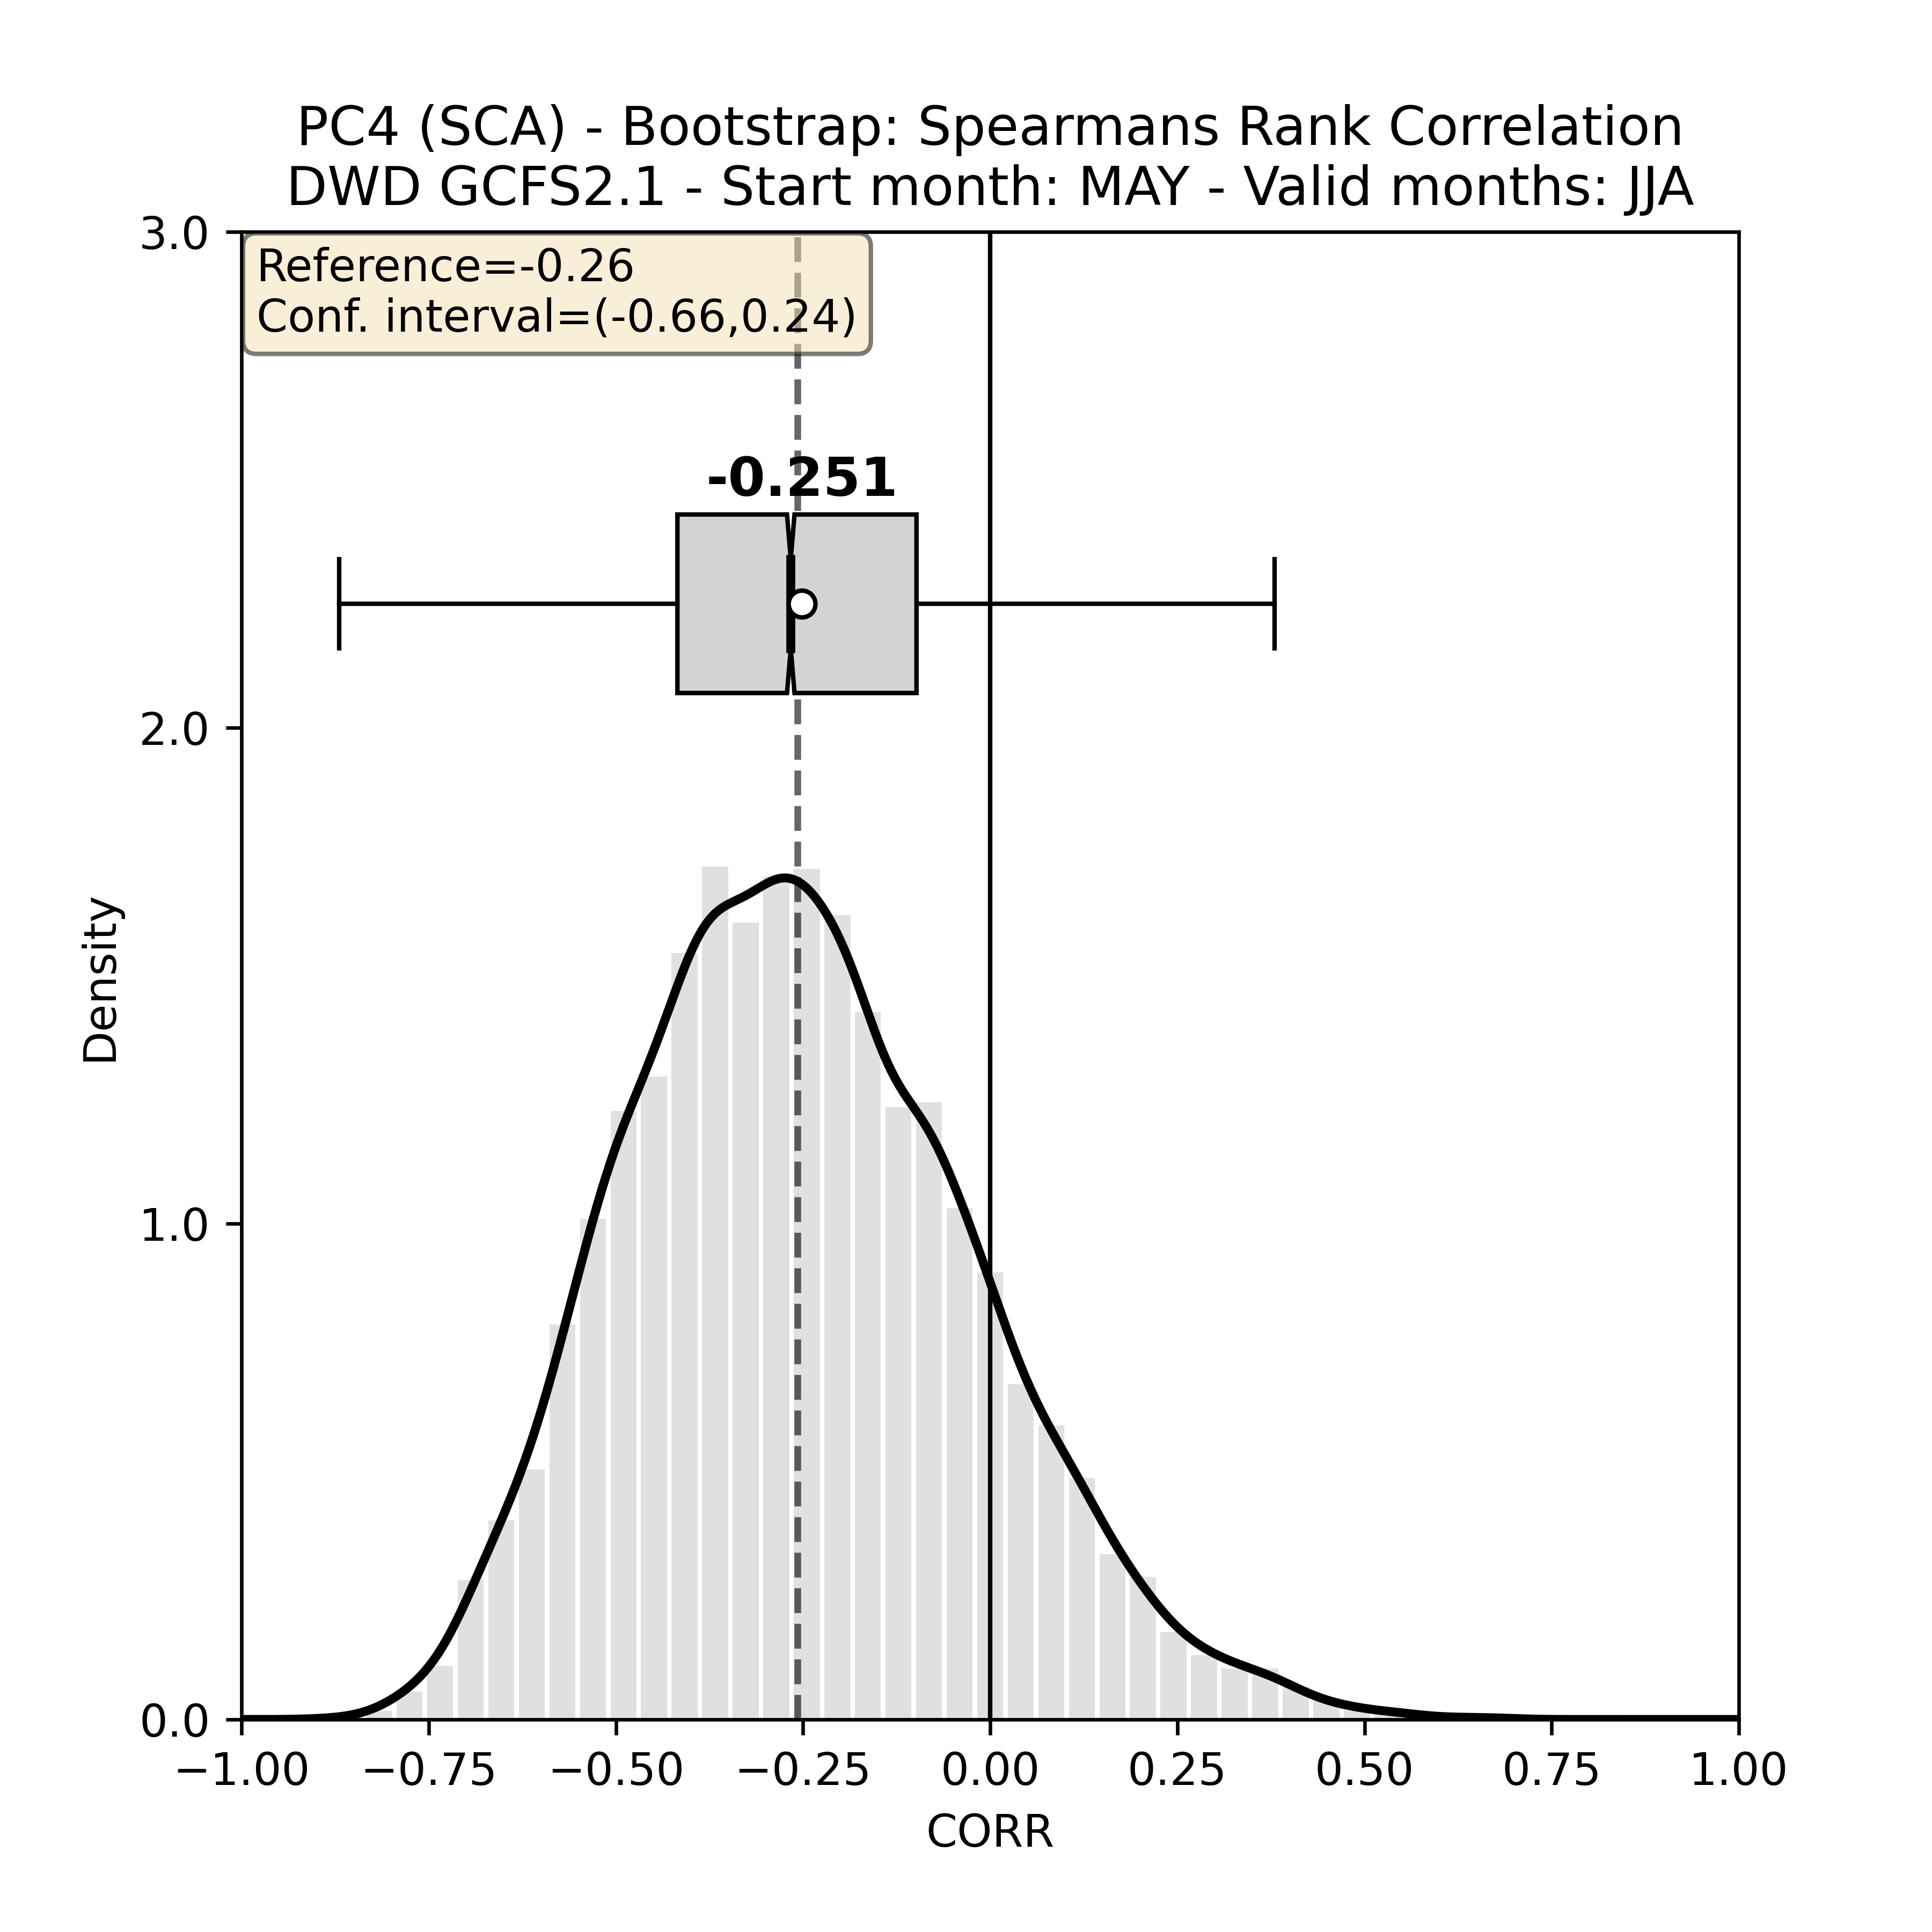 PC4 (SCA) - Bootstrap: Spearmans Rank Correlation
DWD GCFS2.1 - Start month: MAY - Valid months: JJA
Reference=-0.26
Conf. interval=(-0.66,0.24)
-0.251
3.0
2.0
1.0
0.0
Density
−1.00 −0.75 −0.50 −0.25 0.00 0.25 0.50 0.75 1.00
CORR